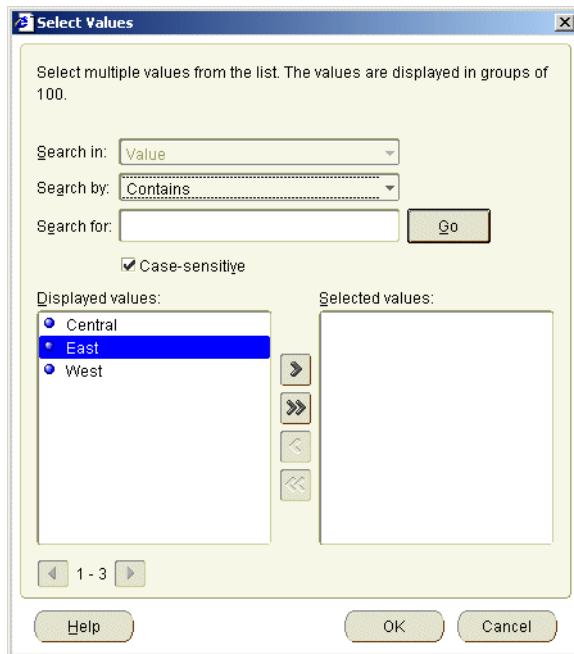 Select Values
Select multiple values from the list. The values are displayed in groups of
100.
Search in: Value
Search by: Contains
Search for: Go
Case-sensitive
Displayed values: Selected values:
Central
East
West
1 - 3
Help OK Cancel